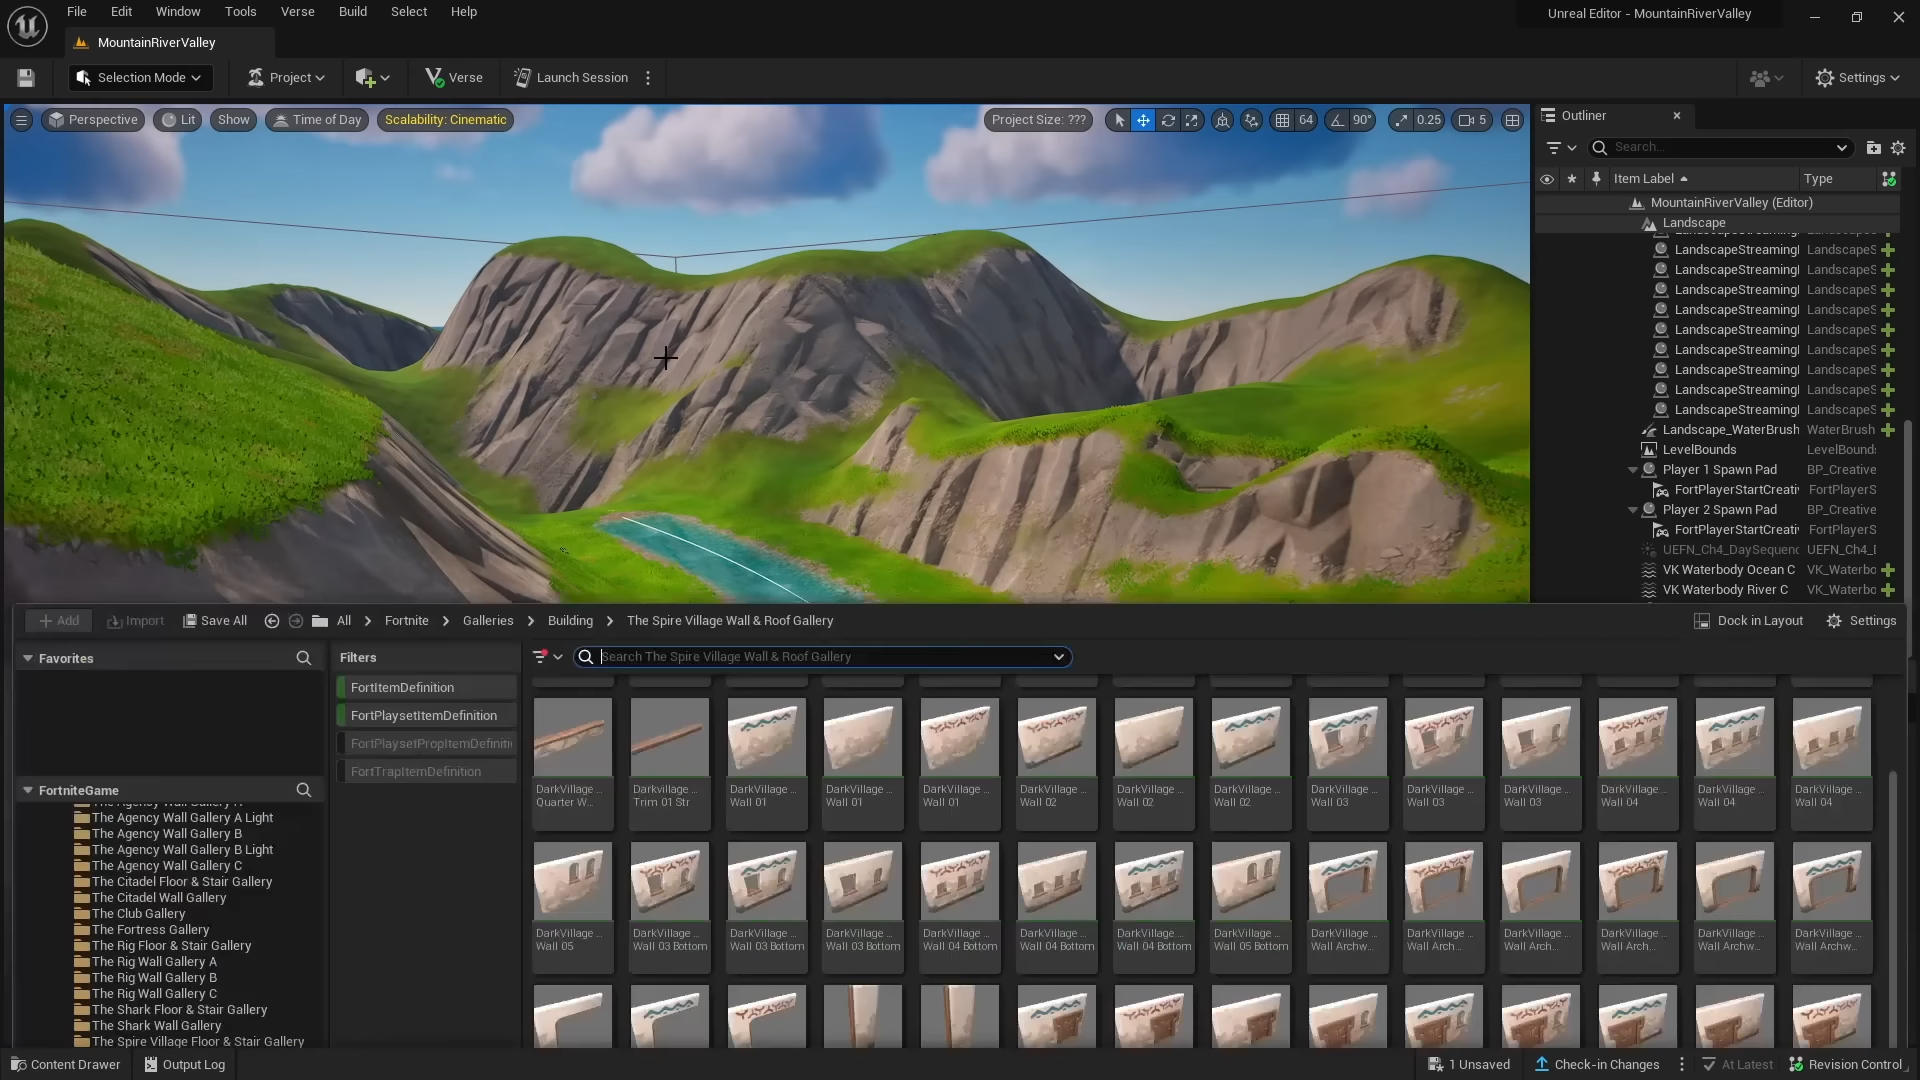 File Edit Window Tools Verse Build Select Help
Unreal Editor - MountainRiverValley
MountainRiverValley
Selection Mode Project Verse Launch Session Settings
Perspective Lit Show Time of Day Scalability: Cinematic Project Size: ??? 64 90° 0.25 5
Outliner
Search...
Item Label Type
MountainRiverValley (Editor)
Landscape
LandscapeStreamingl LandscapeS
LandscapeStreamingl LandscapeS
LandscapeStreamingl LandscapeS
LandscapeStreamingl LandscapeS
LandscapeStreamingl LandscapeS
LandscapeStreamingl LandscapeS
LandscapeStreamingl LandscapeS
LandscapeStreamingl LandscapeS
LandscapeStreamingl LandscapeS
Landscape_WaterBrush WaterBrush
LevelBounds LevelBounds
Player 1 Spawn Pad BP_Creative
FortPlayerStartCreati FortPlayerS
Player 2 Spawn Pad BP_Creative
FortPlayerStartCreati FortPlayerS
UEFN_Ch4_DaySequenc UEFN_Ch4_D
VK Waterbody Ocean C VK_Waterbo
VK Waterbody River C VK_Waterbo
+ Add Import Save All All > Fortnite > Galleries > Building > The Spire Village Wall & Roof Gallery Dock in Layout Settings
Favorites
Filters
Search The Spire Village Wall & Roof Gallery
FortItemDefinition
FortPlaysetItemDefinition
FortPlaysetPropItemDefiniti
FortTrapItemDefinition
FortniteGame
The Agency Wall Gallery A Light
The Agency Wall Gallery B
The Agency Wall Gallery B Light
The Agency Wall Gallery C
The Citadel Floor & Stair Gallery
The Citadel Wall Gallery
The Club Gallery
The Fortress Gallery
The Rig Floor & Stair Gallery
The Rig Wall Gallery A
The Rig Wall Gallery B
The Rig Wall Gallery C
The Shark Floor & Stair Gallery
The Shark Wall Gallery
The Spire Village Floor & Stair Gallery
DarkVillage ... DarkVillage ... DarkVillage ... DarkVillage ... DarkVillage ... DarkVillage ... DarkVillage ... DarkVillage ... DarkVillage ... DarkVillage ... DarkVillage ... DarkVillage ... DarkVillage ... DarkVillage ...
Quarter W... Trim 01 Str Wall 01 Wall 01 Wall 01 Wall 02 Wall 02 Wall 02 Wall 03 Wall 03 Wall 03 Wall 04 Wall 04 Wall 04
DarkVillage ... DarkVillage ... DarkVillage ... DarkVillage ... DarkVillage ... DarkVillage ... DarkVillage ... DarkVillage ... DarkVillage ... DarkVillage ... DarkVillage ... DarkVillage ... DarkVillage ... DarkVillage ...
Wall 05 Wall 03 Bottom Wall 03 Bottom Wall 03 Bottom Wall 04 Bottom Wall 04 Bottom Wall 04 Bottom Wall 05 Bottom Wall Archw... Wall Arch... Wall Arch... Wall Arch... Wall Archw... Wall Archw...
Content Drawer Output Log 1 Unsaved Check-in Changes At Latest Revision Control